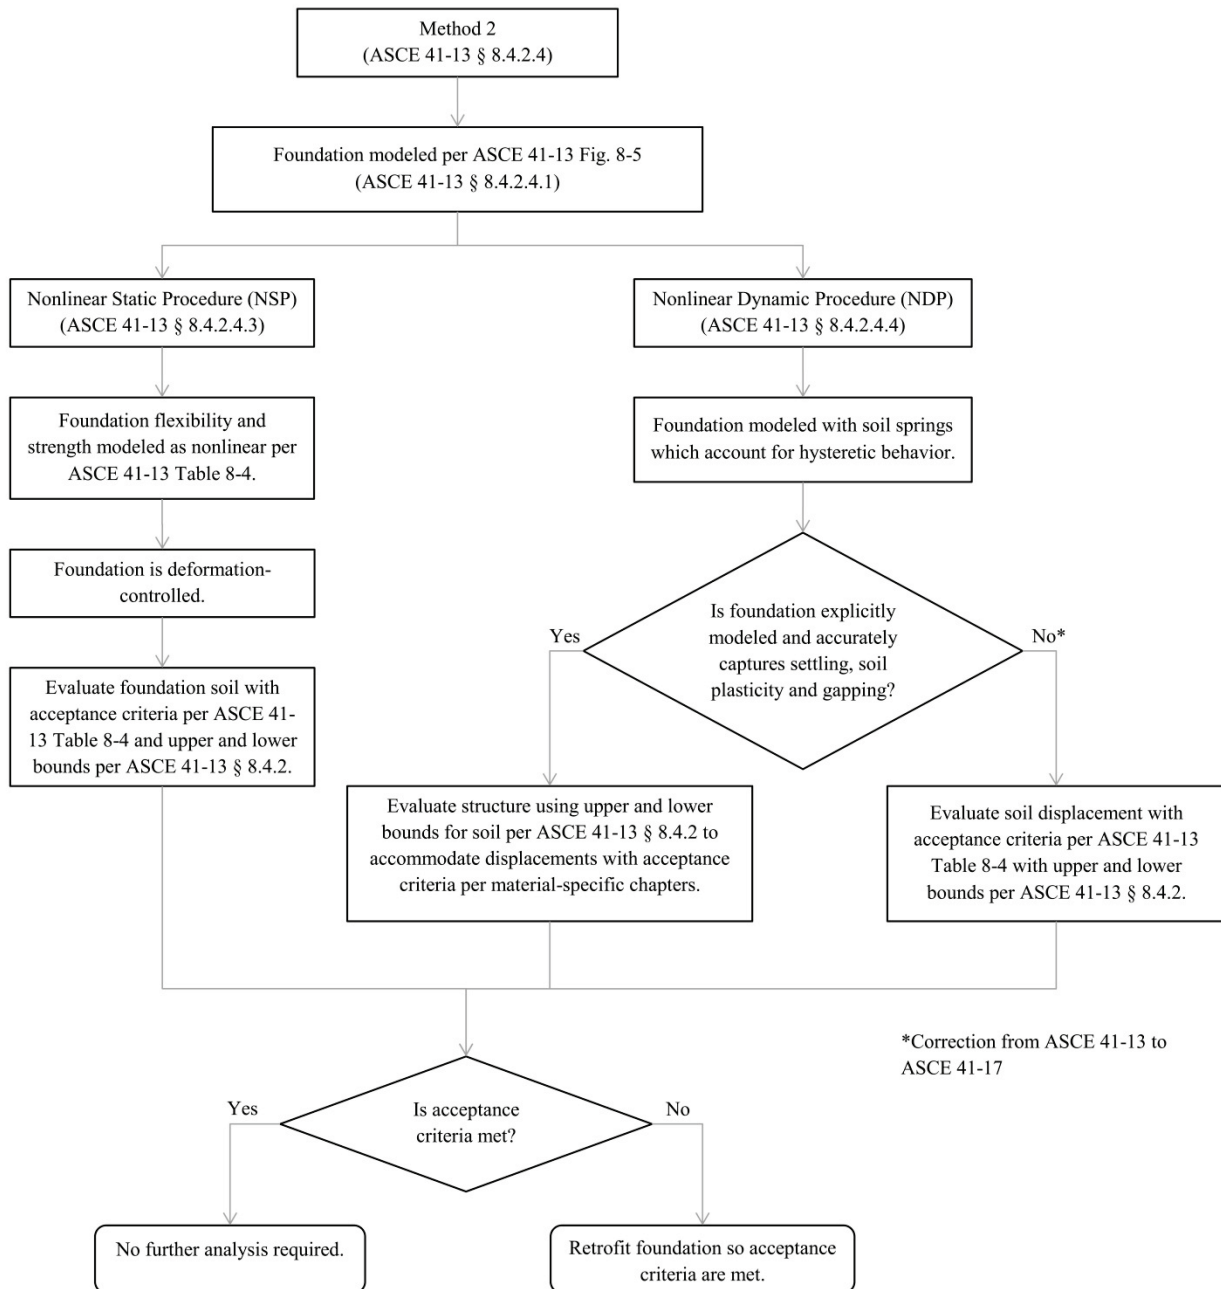 Method 2
(ASCE 41-13 § 8.4.2.4)
Foundation modeled per ASCE 41-13 Fig. 8-5
(ASCE 41-13 § 8.4.2.4.1)
Nonlinear Static Procedure (NSP)
(ASCE 41-13 § 8.4.2.4.3)
Nonlinear Dynamic Procedure (NDP)
(ASCE 41-13 § 8.4.2.4.4)
Foundation flexibility and
strength modeled as nonlinear per
ASCE 41-13 Table 8-4.
Foundation modeled with soil springs
which account for hysteretic behavior.
Foundation is deformation-
controlled.
Is foundation explicitly
modeled and accurately
captures settling, soil
plasticity and gapping?
Yes
No*
Evaluate foundation soil with
acceptance criteria per ASCE 41-
13 Table 8-4 and upper and lower
bounds per ASCE 41-13 § 8.4.2.
Evaluate structure using upper and lower
bounds for soil per ASCE 41-13 § 8.4.2 to
accommodate displacements with acceptance
criteria per material-specific chapters.
Evaluate soil displacement with
acceptance criteria per ASCE 41-13
Table 8-4 with upper and lower
bounds per ASCE 41-13 § 8.4.2.
*Correction from ASCE 41-13 to
ASCE 41-17
Is acceptance
criteria met?
Yes
No
No further analysis required.
Retrofit foundation so acceptance
criteria are met.